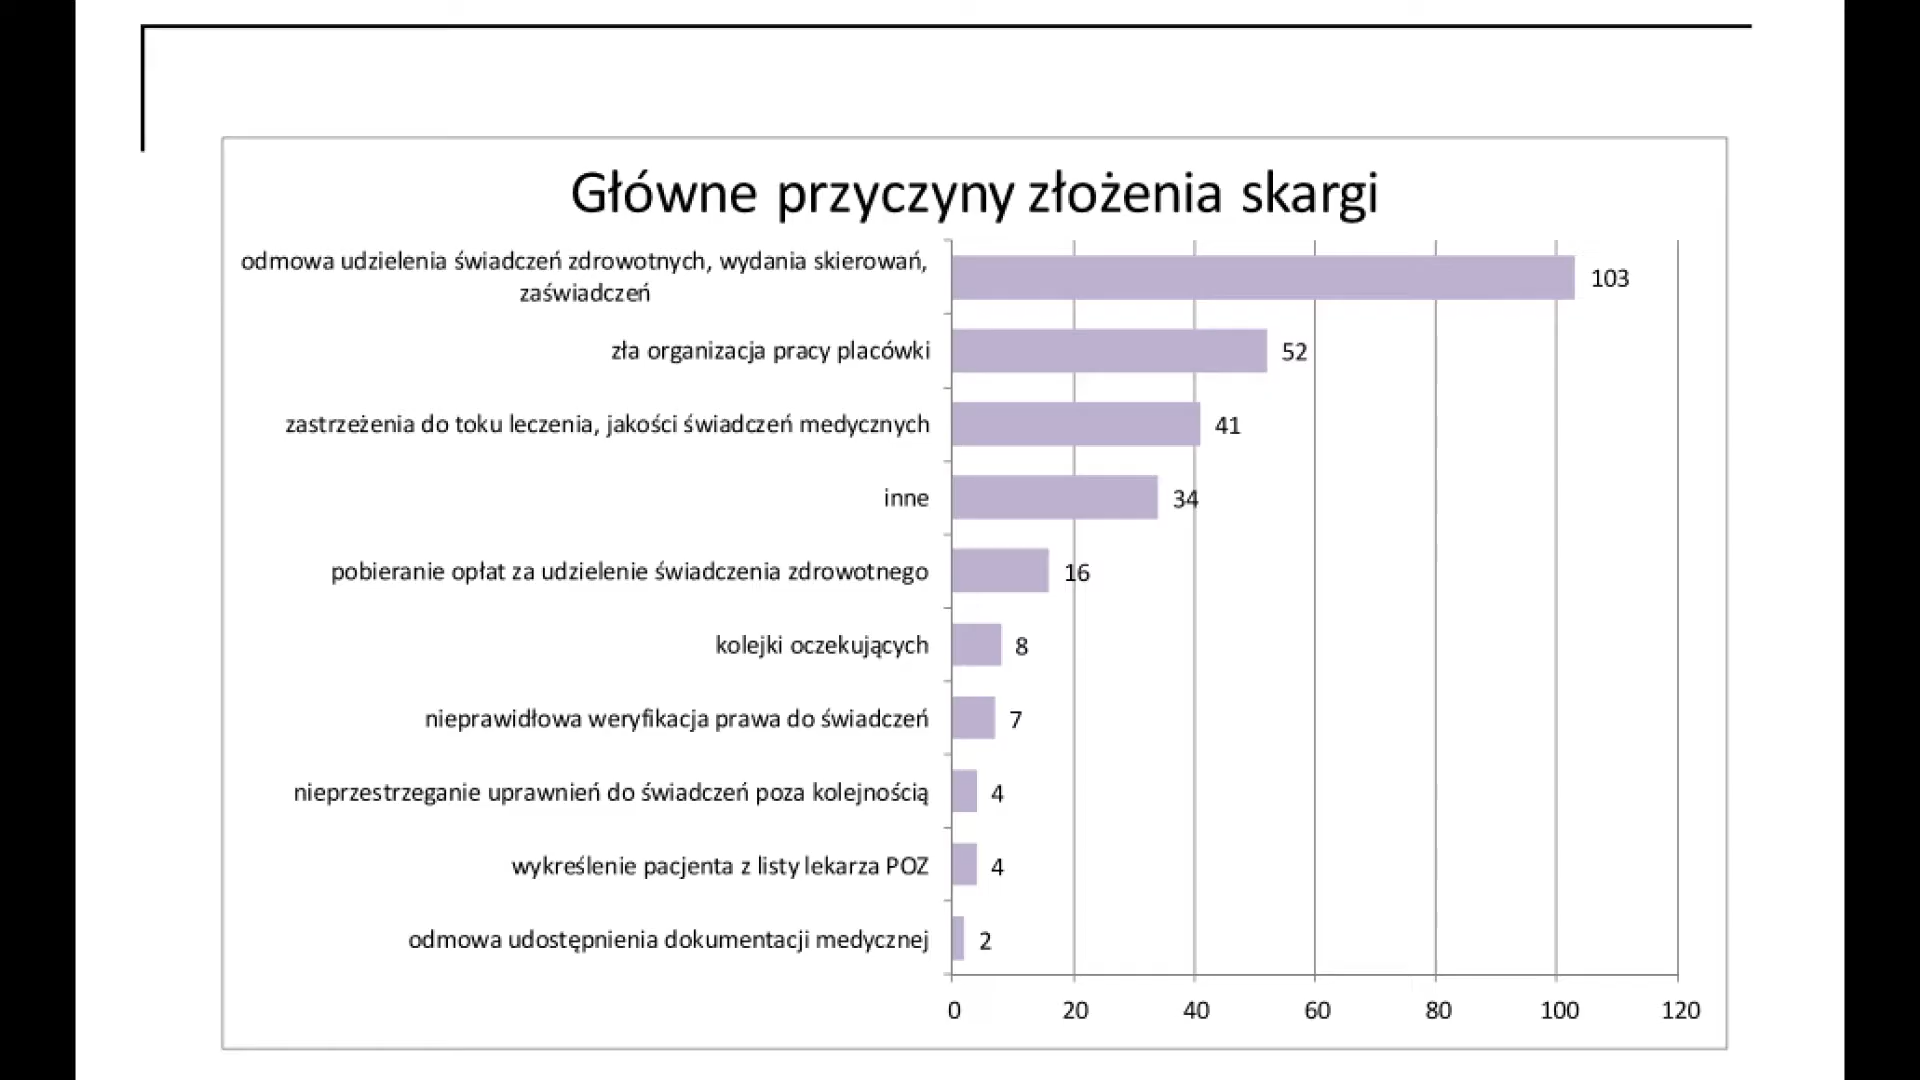 Główne przyczyny złożenia skargi
odmowa udzielenia świadczeń zdrowotnych, wydania skierowań,
zaświadczeń
103
zła organizacja pracy placówki
52
zastrzeżenia do toku leczenia, jakości świadczeń medycznych
41
inne
34
pobieranie opłat za udzielenie świadczenia zdrowotnego
16
kolejki oczekujących
8
nieprawidłowa weryfikacja prawa do świadczeń
7
nieprzestrzeganie uprawnień do świadczeń poza kolejnością
4
wykreślenie pacjenta z listy lekarza POZ
4
odmowa udostępnienia dokumentacji medycznej
2
0 20 40 60 80 100 120